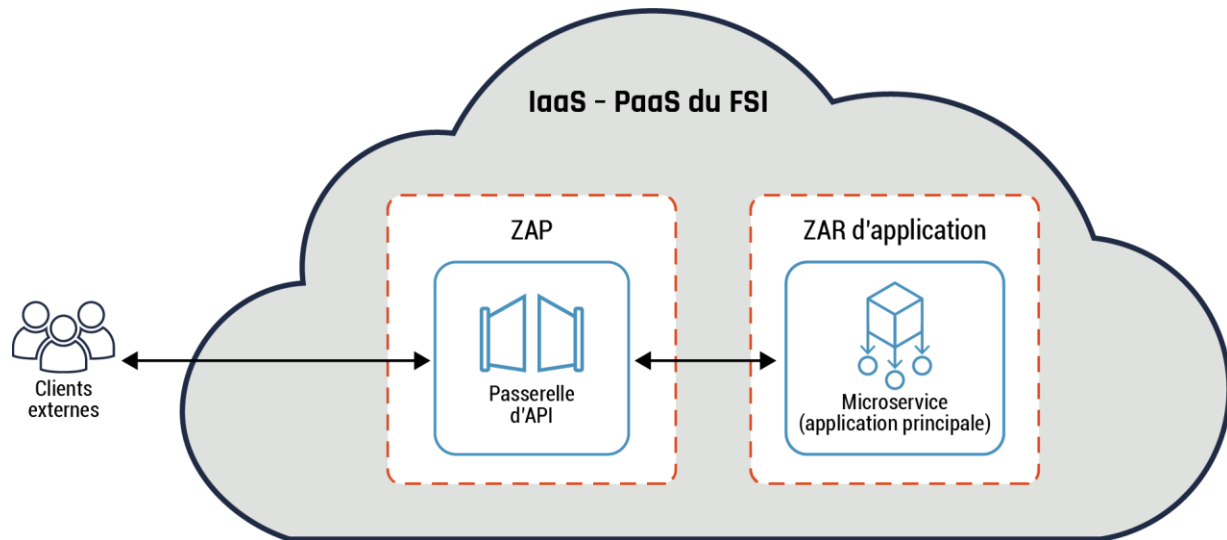 IaaS - PaaS du FSI
ZAP
ZAR d'application
Clients
externes
Passerelle
d'API
Microservice
(application principale)